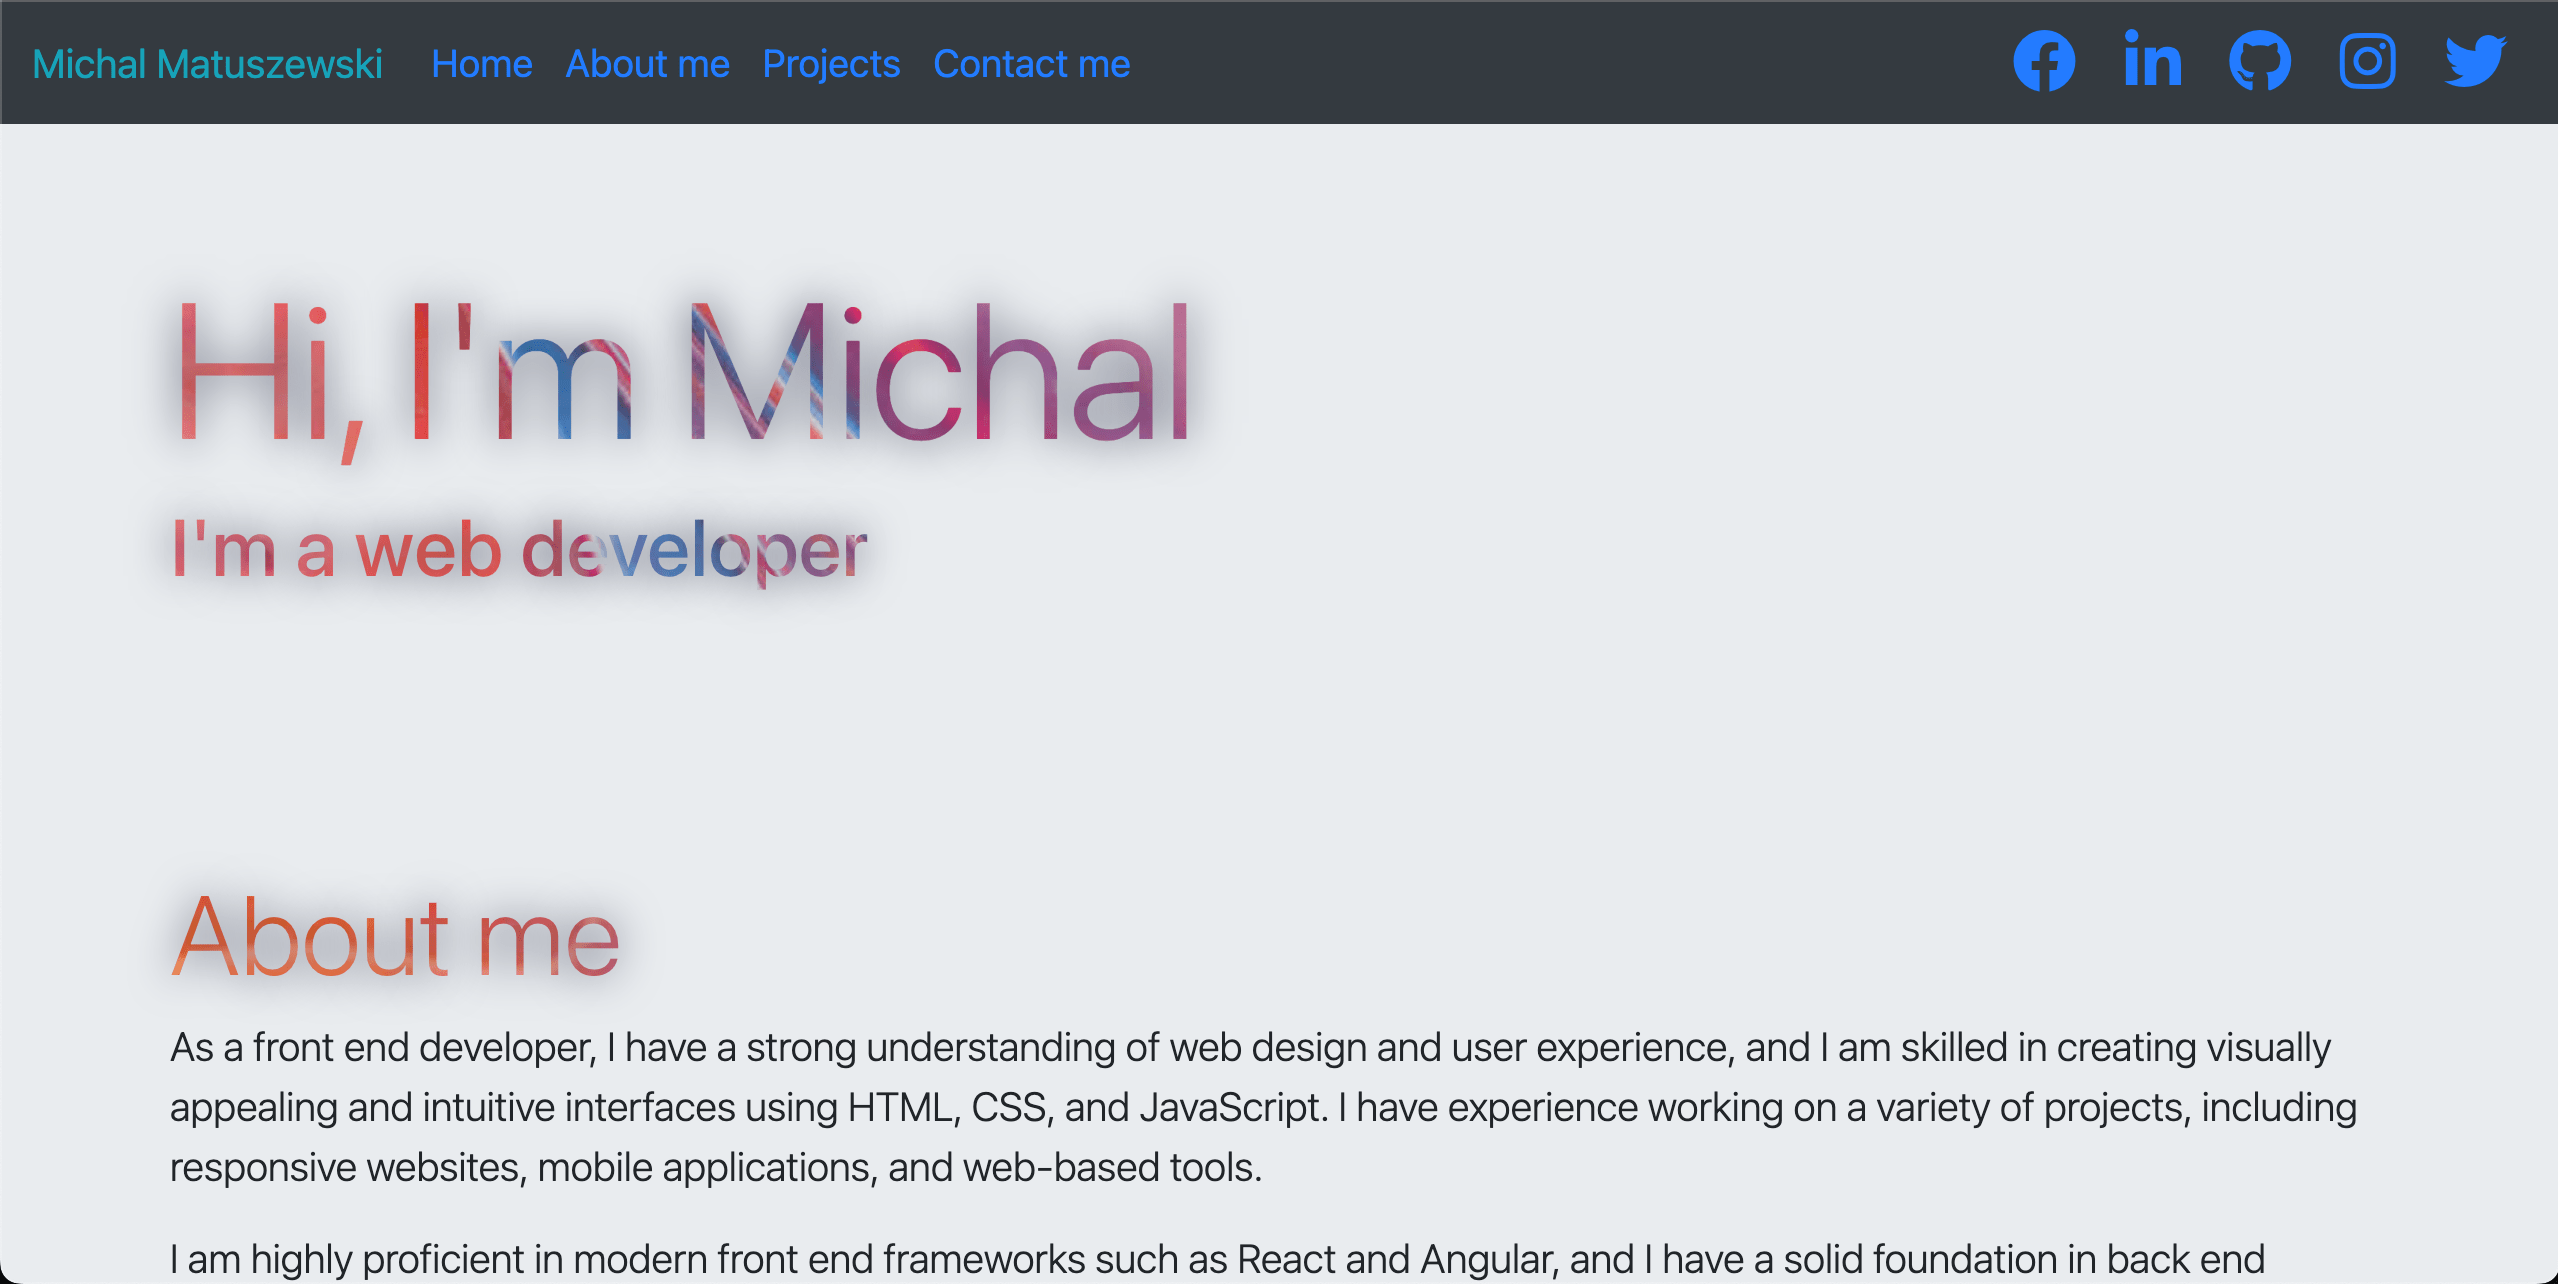 Michal Matuszewski Home About me Projects Contact me
Hi, I'm Michal
I'm a web developer
About me
As a front end developer, I have a strong understanding of web design and user experience, and I am skilled in creating visually
appealing and intuitive interfaces using HTML, CSS, and JavaScript. I have experience working on a variety of projects, including
responsive websites, mobile applications, and web-based tools.
I am highly proficient in modern front end frameworks such as React and Angular, and I have a solid foundation in back end